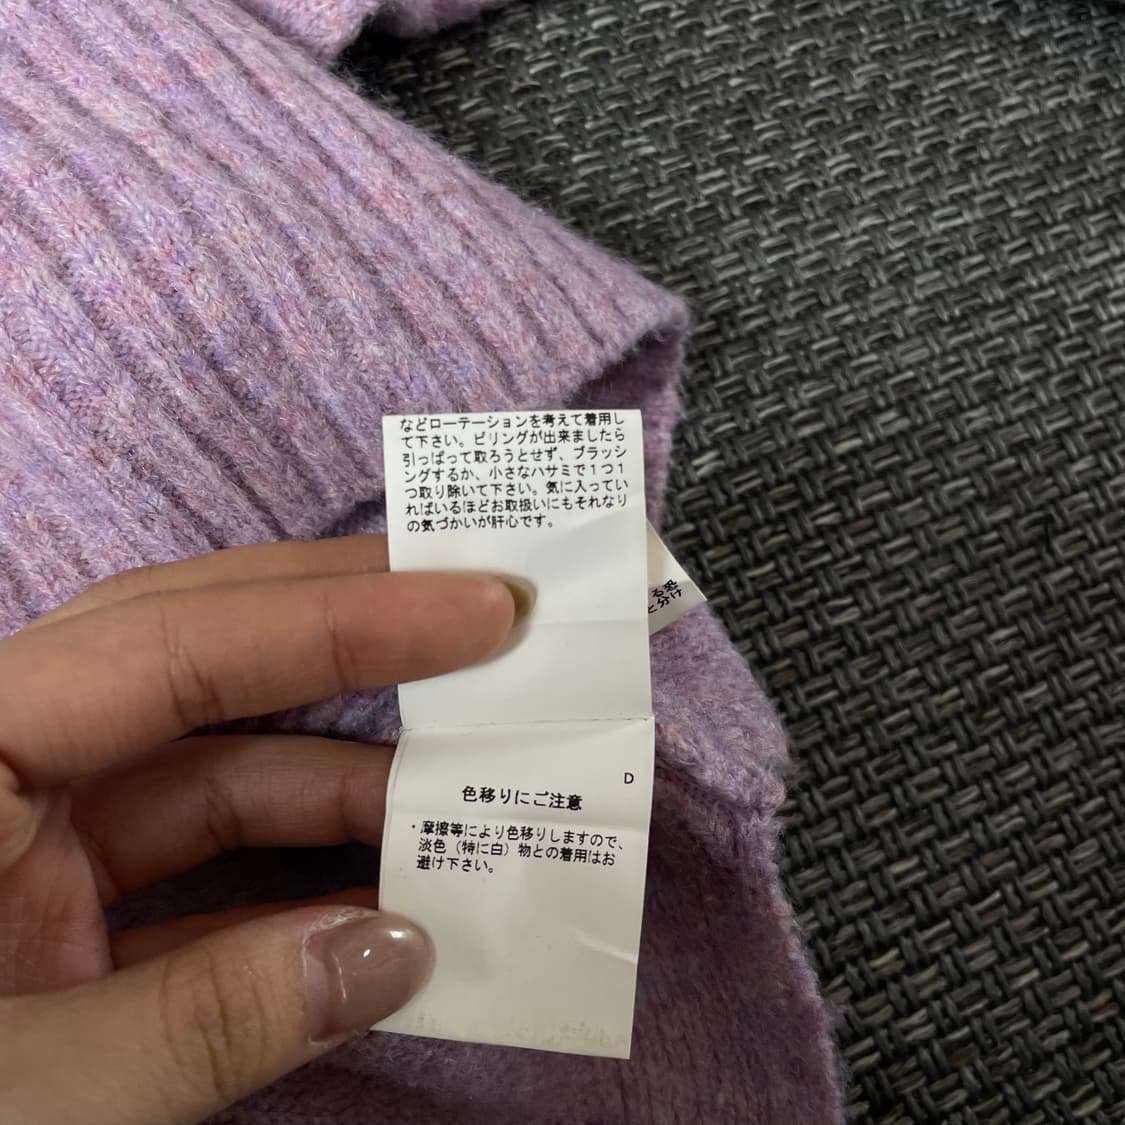 などローテーションを考えて着用し
て下さい。ピリングが出来ましたら
引っぱって取ろうとせず、ブラッシ
ングするか、小さなハサミで1つ1
つ取り除いて下さい。気に入ってい
ればいるほどお取扱いにもそれなり
の気づかいが肝心です。
る恐
と分け
D
色移りにご注意
・摩擦等により色移りしますので、
淡色（特に白）物との着用はお
避け下さい。